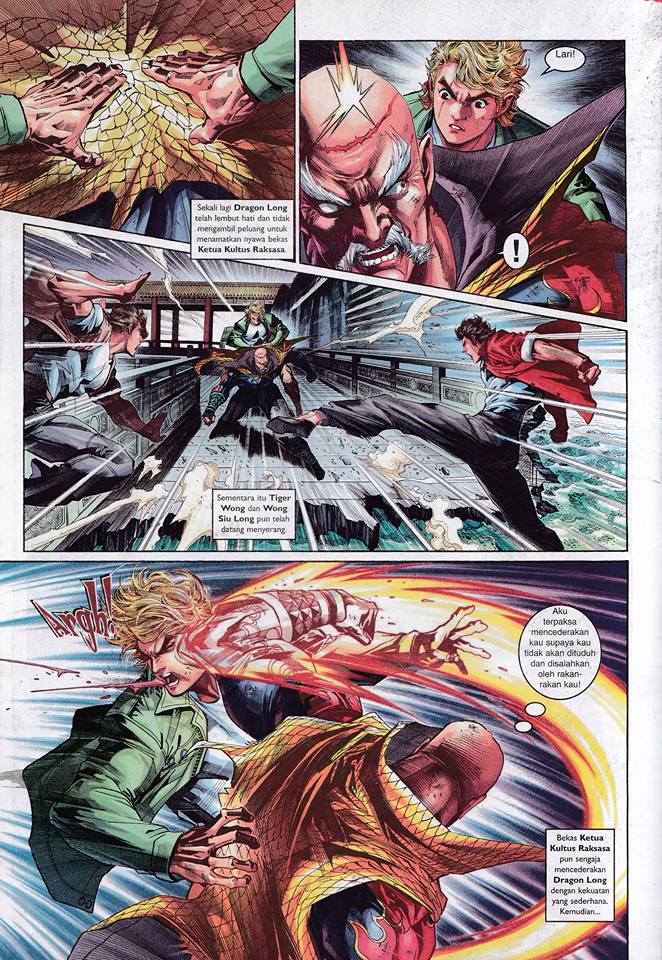 Sekali lagi Dragon Long
telah lembut hati dan tidak
mengambil peluang untuk
menamatkan nyawa bekas
Ketua Kultus Raksasa.
Lari!
!
Sementara itu Tiger
Wong dan Wong
Siu Long pun telah
datang menyerang.
Arrgh!
Aku
terpaksa
mencederakan
kau supaya kau
tidak akan dituduh
dan disalahkan
oleh rakan-
rakan kau!
Bekas Ketua
Kultus Raksasa
pun sengaja
mencederakan
Dragon Long
dengan kekuatan
yang sederhana.
Kemudian...